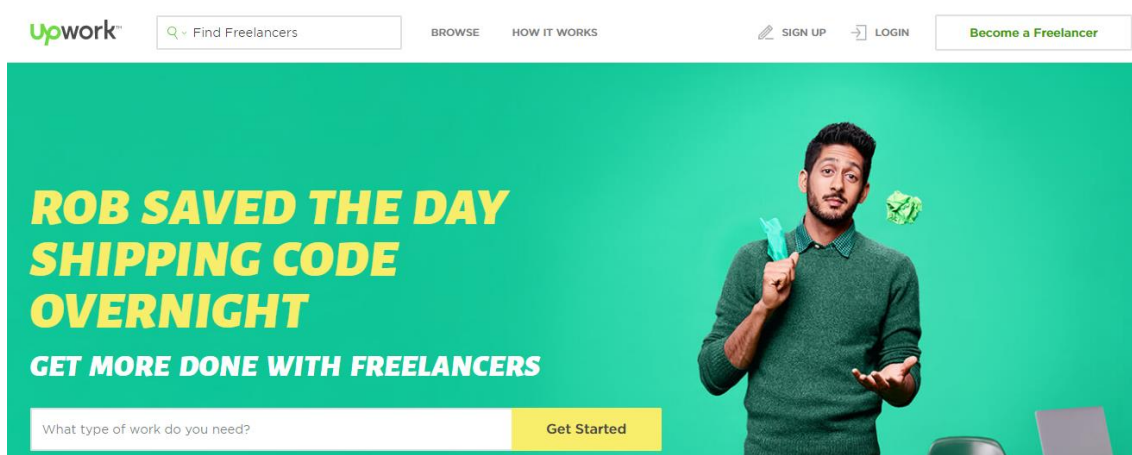 Upwork™
Find Freelancers
BROWSE
HOW IT WORKS
SIGN UP
LOGIN
Become a Freelancer
ROB SAVED THE DAY
SHIPPING CODE
OVERNIGHT
GET MORE DONE WITH FREELANCERS
What type of work do you need?
Get Started